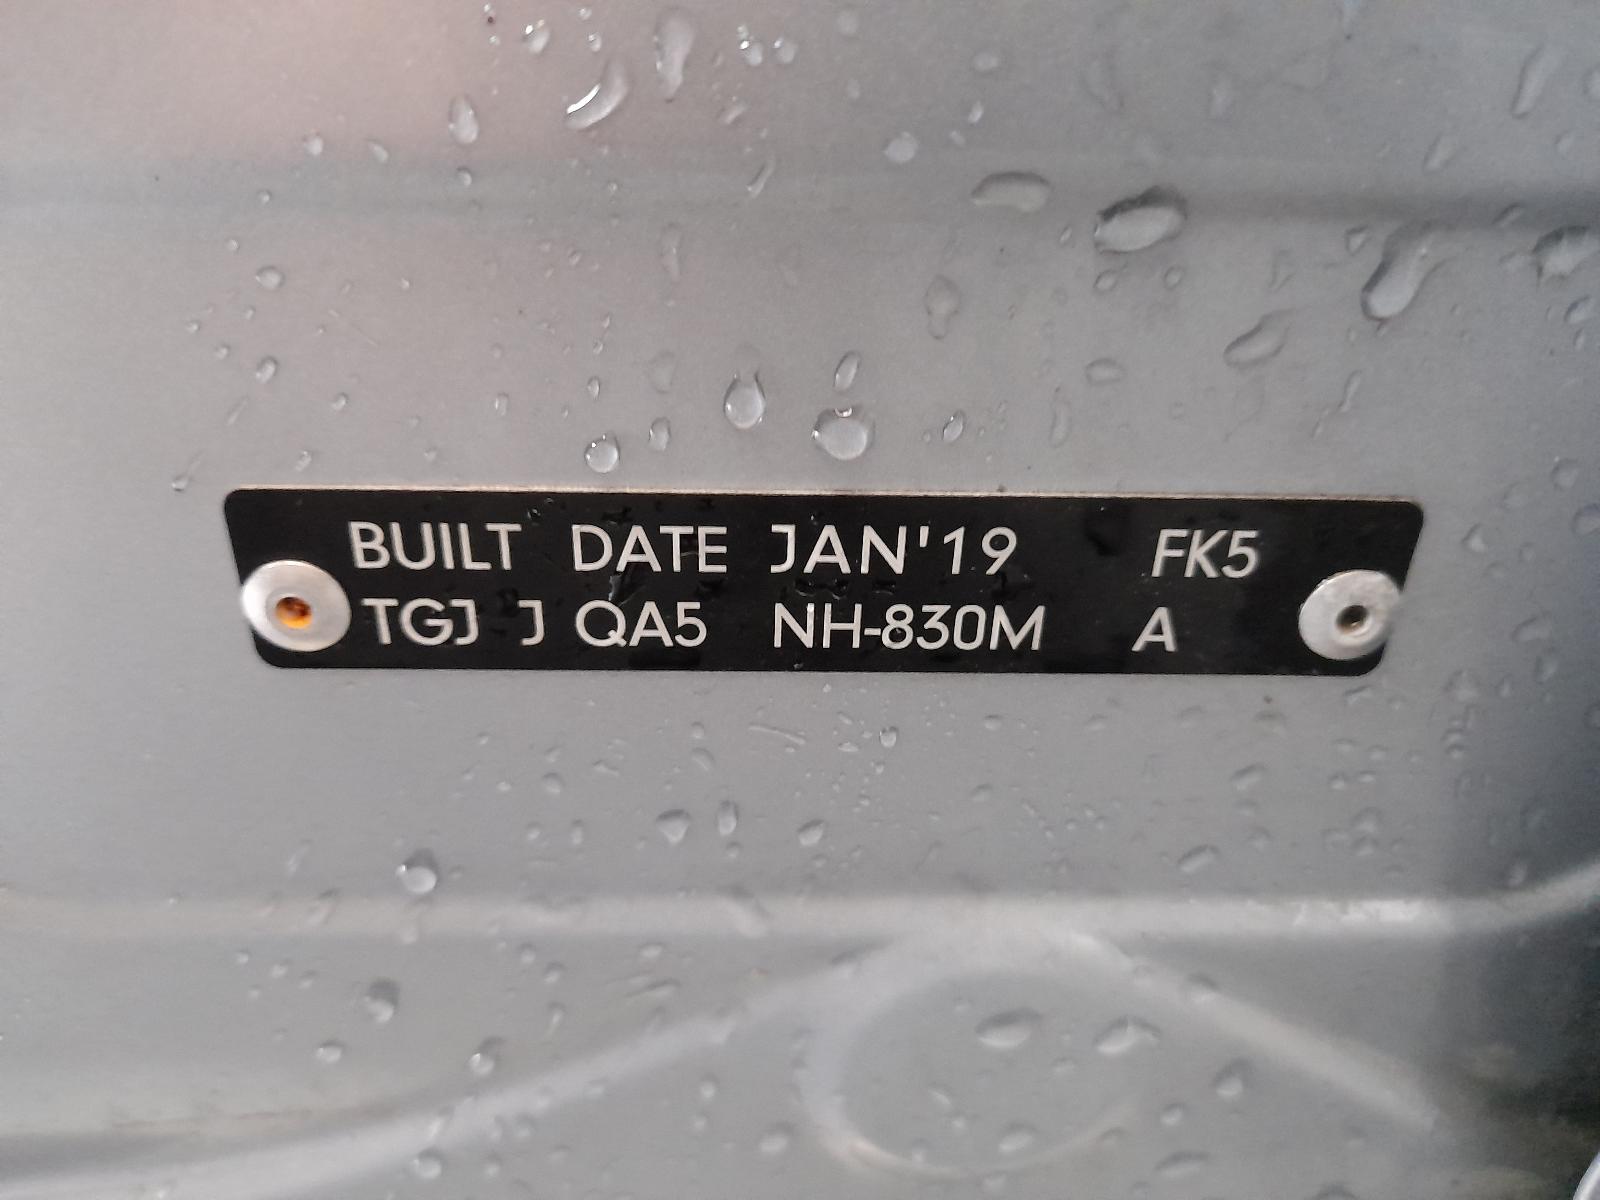 BUILT DATE JAN'19 FK5
TGJ J QA5 NH-830M A